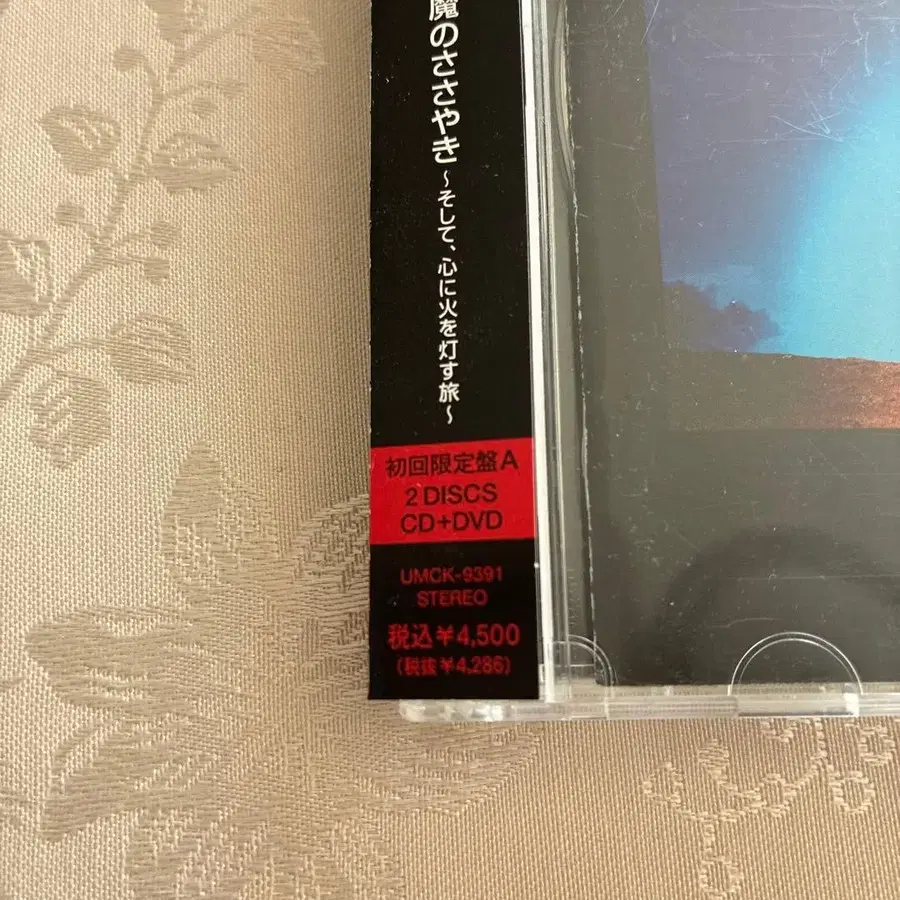 魔のささやき
～そして、心に火を灯す旅～
初回限定盤A
2 DISCS
CD+DVD
UMCK-9391
STEREO
税込¥4,500
(税抜¥4,286)